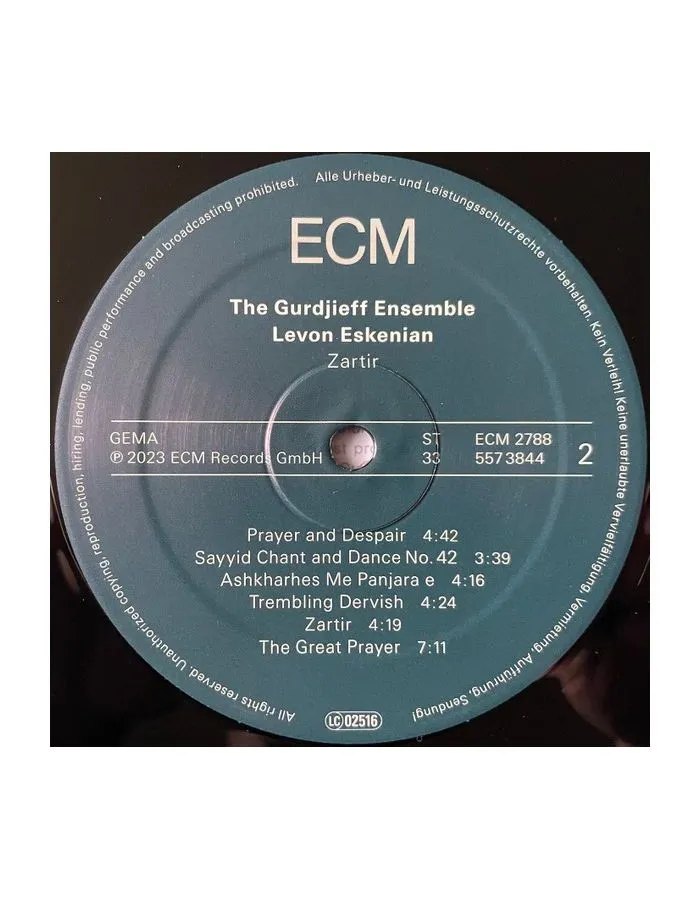 Alle Urheber- und Leistungsschutzrechte vorbehalten. Kein Verleih! Keine unerlaubte Vervielfältigung, Vermietung, Aufführung, Sendung!
All rights reserved. Unauthorized copying, reproduction, hiring, lending, public performance and broadcasting prohibited.
ECM
The Gurdjieff Ensemble
Levon Eskenian
Zartir
GEMA ST ECM 2788
℗ 2023 ECM Records GmbH 33 557 3844 2
Prayer and Despair 4:42
Sayyid Chant and Dance No. 42 3:39
Ashkharhes Me Panjara e 4:16
Trembling Dervish 4:24
Zartir 4:19
The Great Prayer 7:11
LC 02516